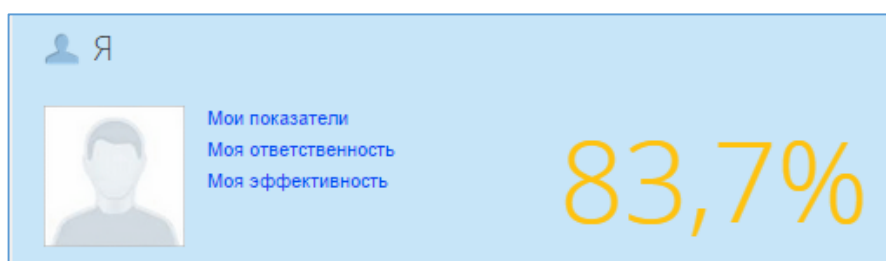 Я
Мои показатели
Моя ответственность
Моя эффективность
83,7%